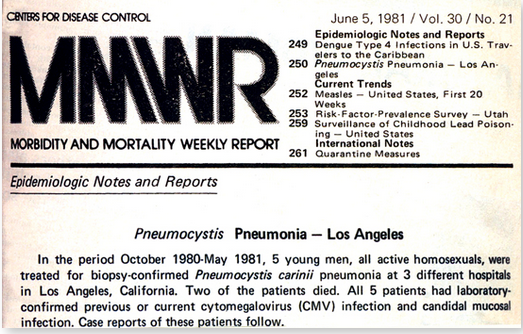 CENTERS FOR DISEASE CONTROL
June 5, 1981 / Vol. 30 / No. 21
MMWR
MORBIDITY AND MORTALITY WEEKLY REPORT
Epidemiologic Notes and Reports
249 Dengue Type 4 Infections in U.S. Trav-
elers to the Caribbean
250 Pneumocystis Pneumonia — Los An-
geles
Current Trends
252 Measles — United States, First 20
Weeks
253 Risk-Factor-Prevalence Survey — Utah
259 Surveillance of Childhood Lead Poison-
ing — United States
International Notes
261 Quarantine Measures
Epidemiologic Notes and Reports
Pneumocystis Pneumonia — Los Angeles
In the period October 1980-May 1981, 5 young men, all active homosexuals, were
treated for biopsy-confirmed Pneumocystis carinii pneumonia at 3 different hospitals
in Los Angeles, California. Two of the patients died. All 5 patients had laboratory-
confirmed previous or current cytomegalovirus (CMV) infection and candidal mucosal
infection. Case reports of these patients follow.